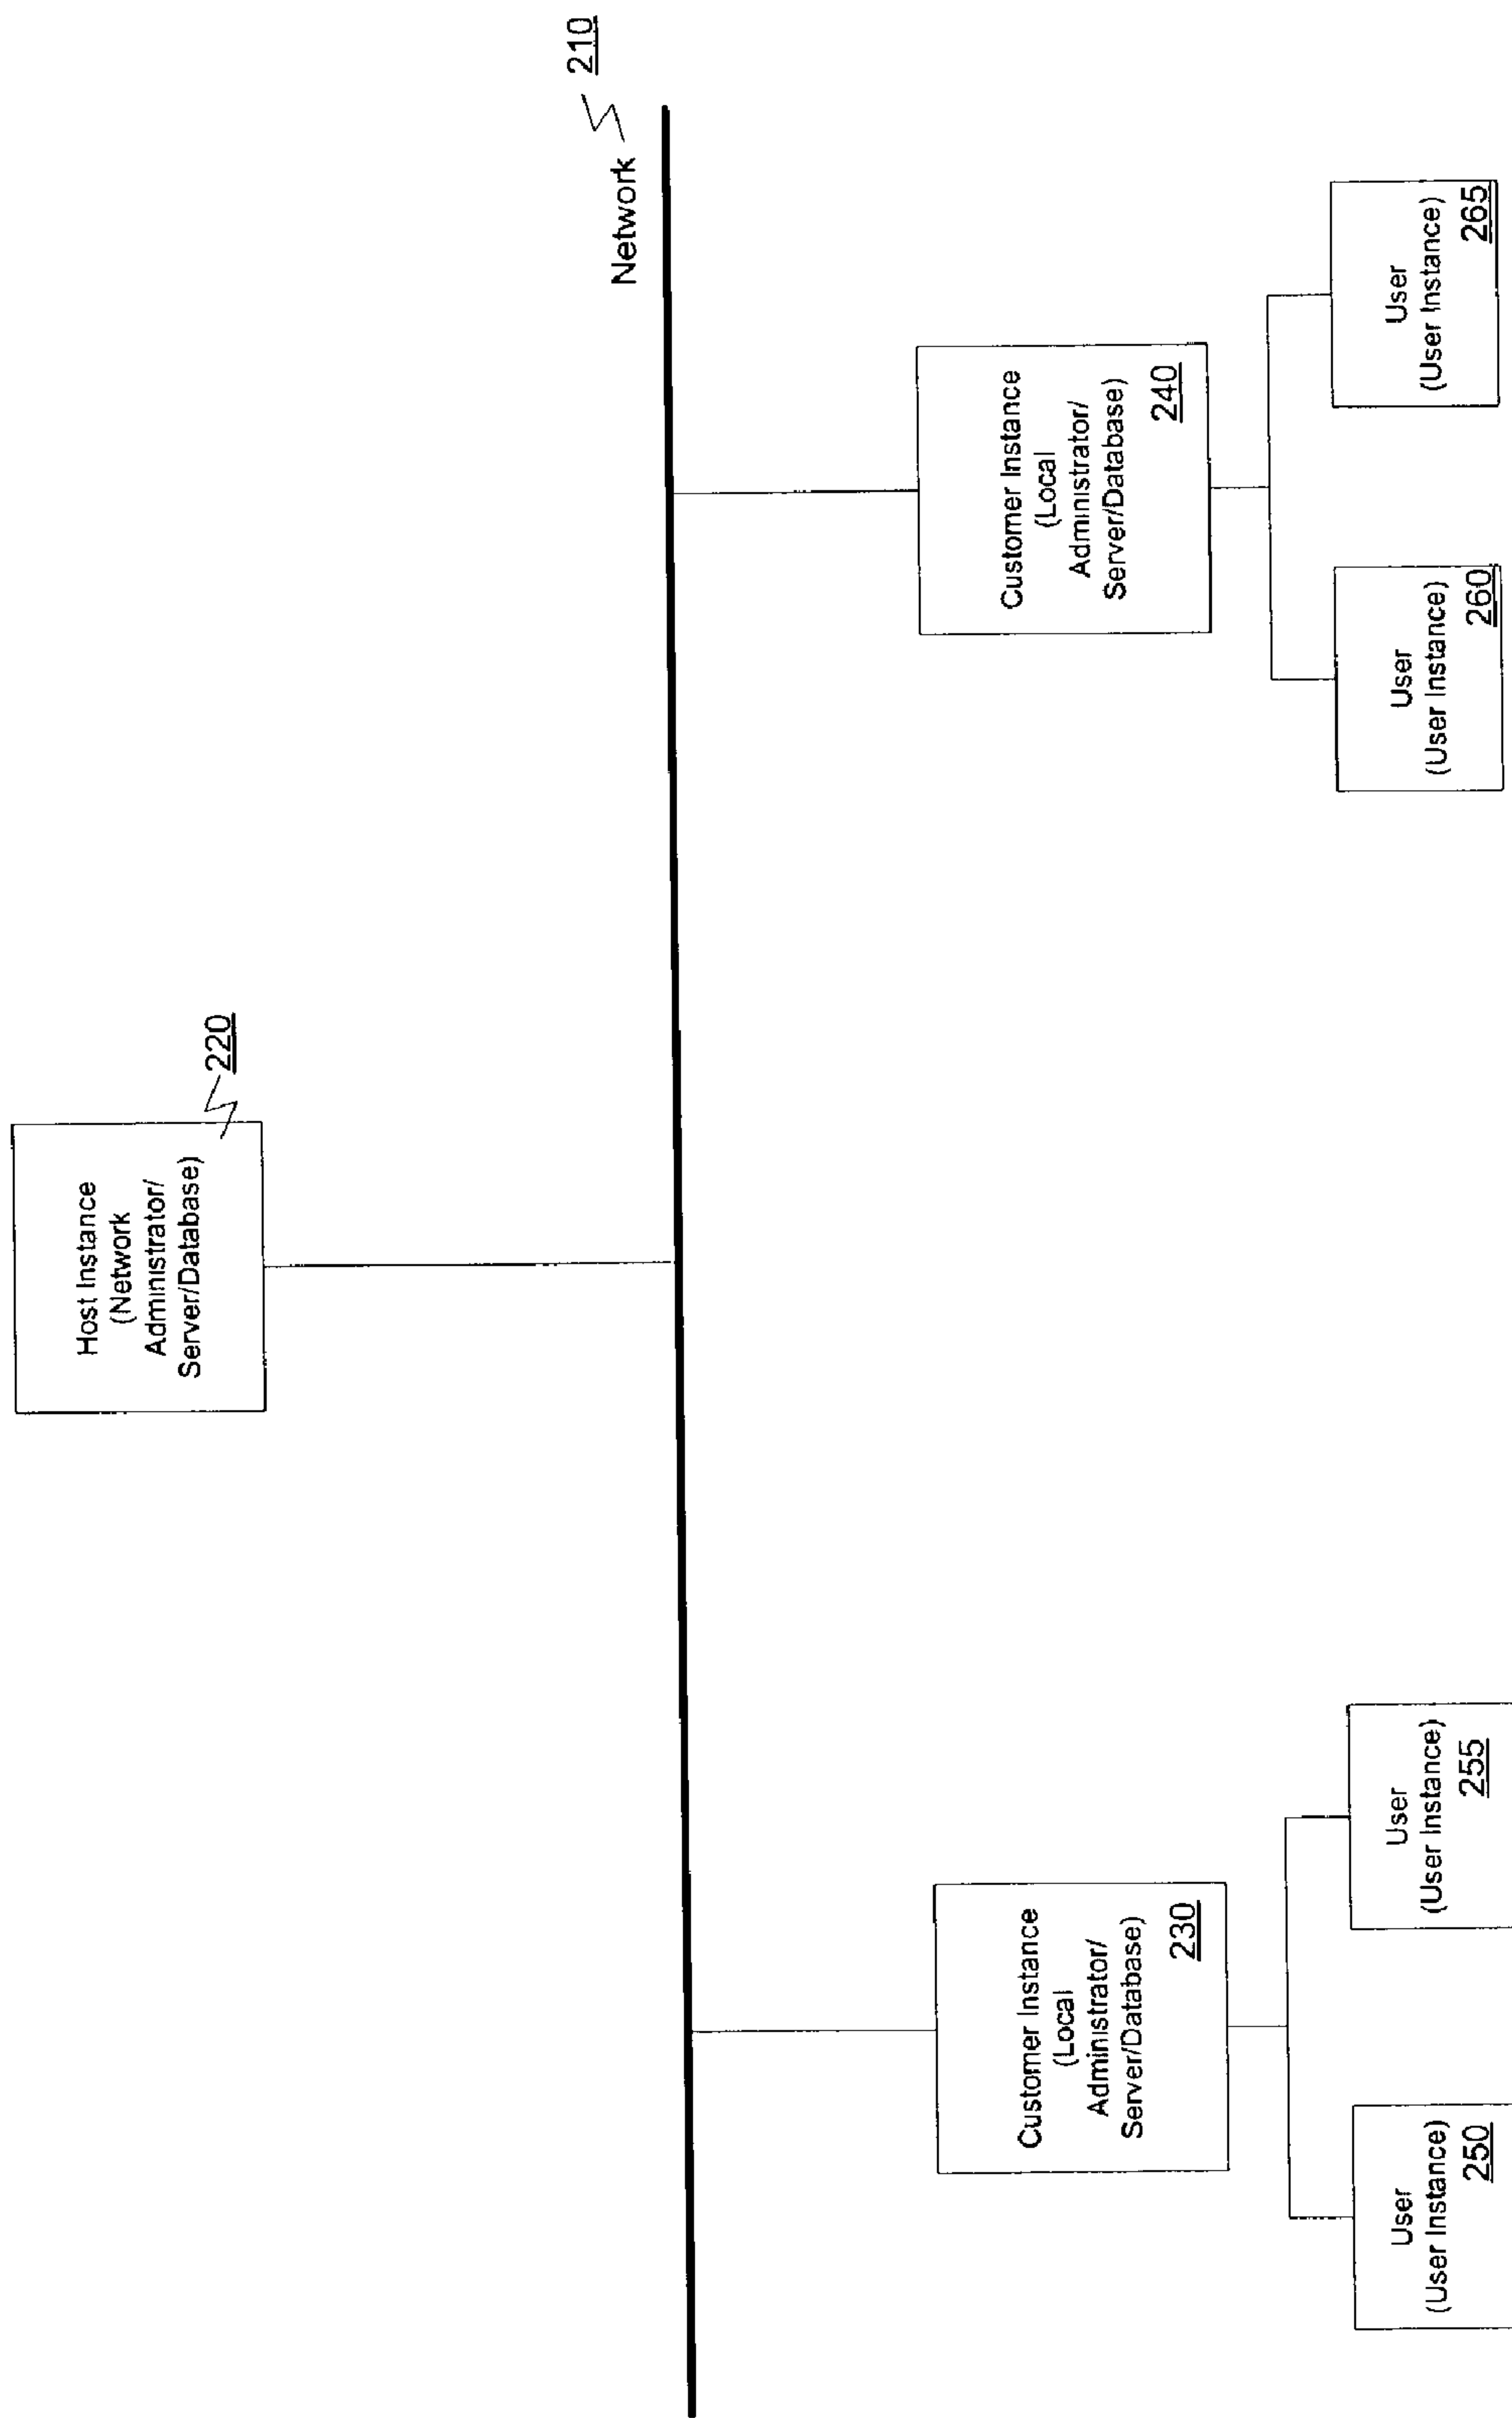 Host Instance
(Network
Administrator/
Server/Database)
220
Network
210
Customer Instance
(Local
Administrator/
Server/Database)
230
Customer Instance
(Local
Administrator/
Server/Database)
240
User
(User Instance)
250
User
(User Instance)
255
User
(User Instance)
260
User
(User Instance)
265